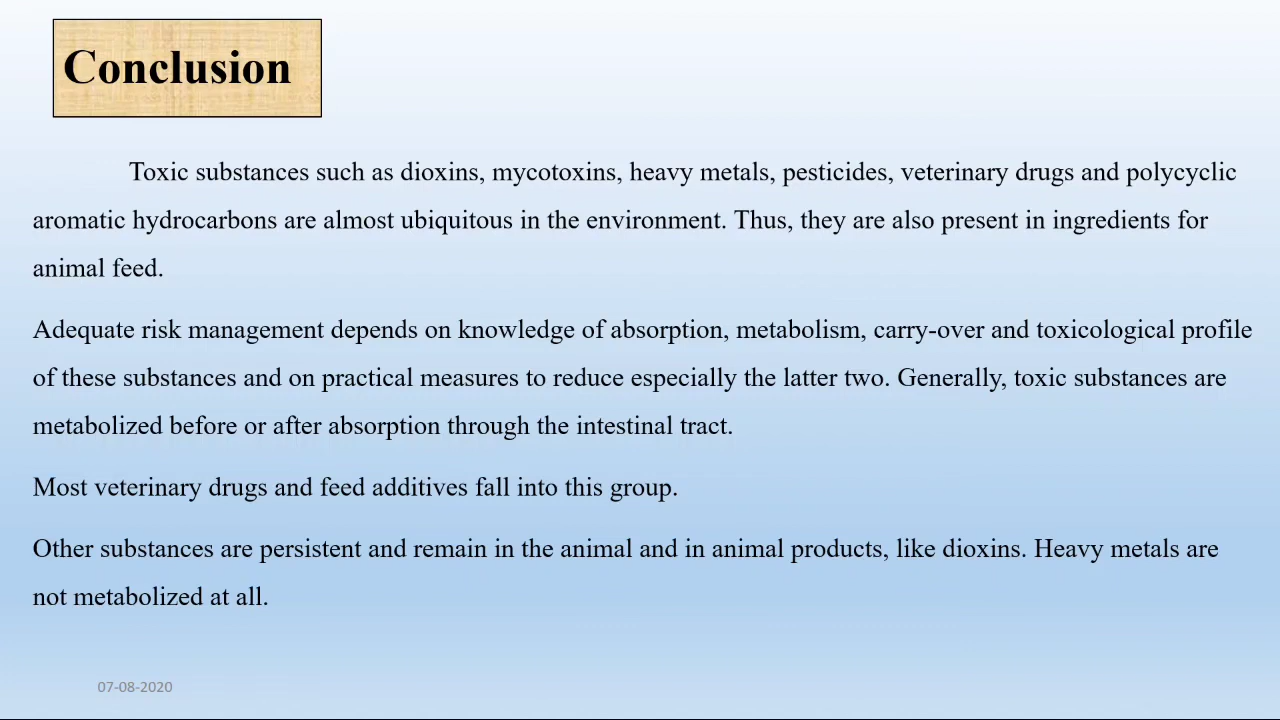 Conclusion
Toxic substances such as dioxins, mycotoxins, heavy metals, pesticides, veterinary drugs and polycyclic
aromatic hydrocarbons are almost ubiquitous in the environment. Thus, they are also present in ingredients for
animal feed.
Adequate risk management depends on knowledge of absorption, metabolism, carry-over and toxicological profile
of these substances and on practical measures to reduce especially the latter two. Generally, toxic substances are
metabolized before or after absorption through the intestinal tract.
Most veterinary drugs and feed additives fall into this group.
Other substances are persistent and remain in the animal and in animal products, like dioxins. Heavy metals are
not metabolized at all.
07-08-2020